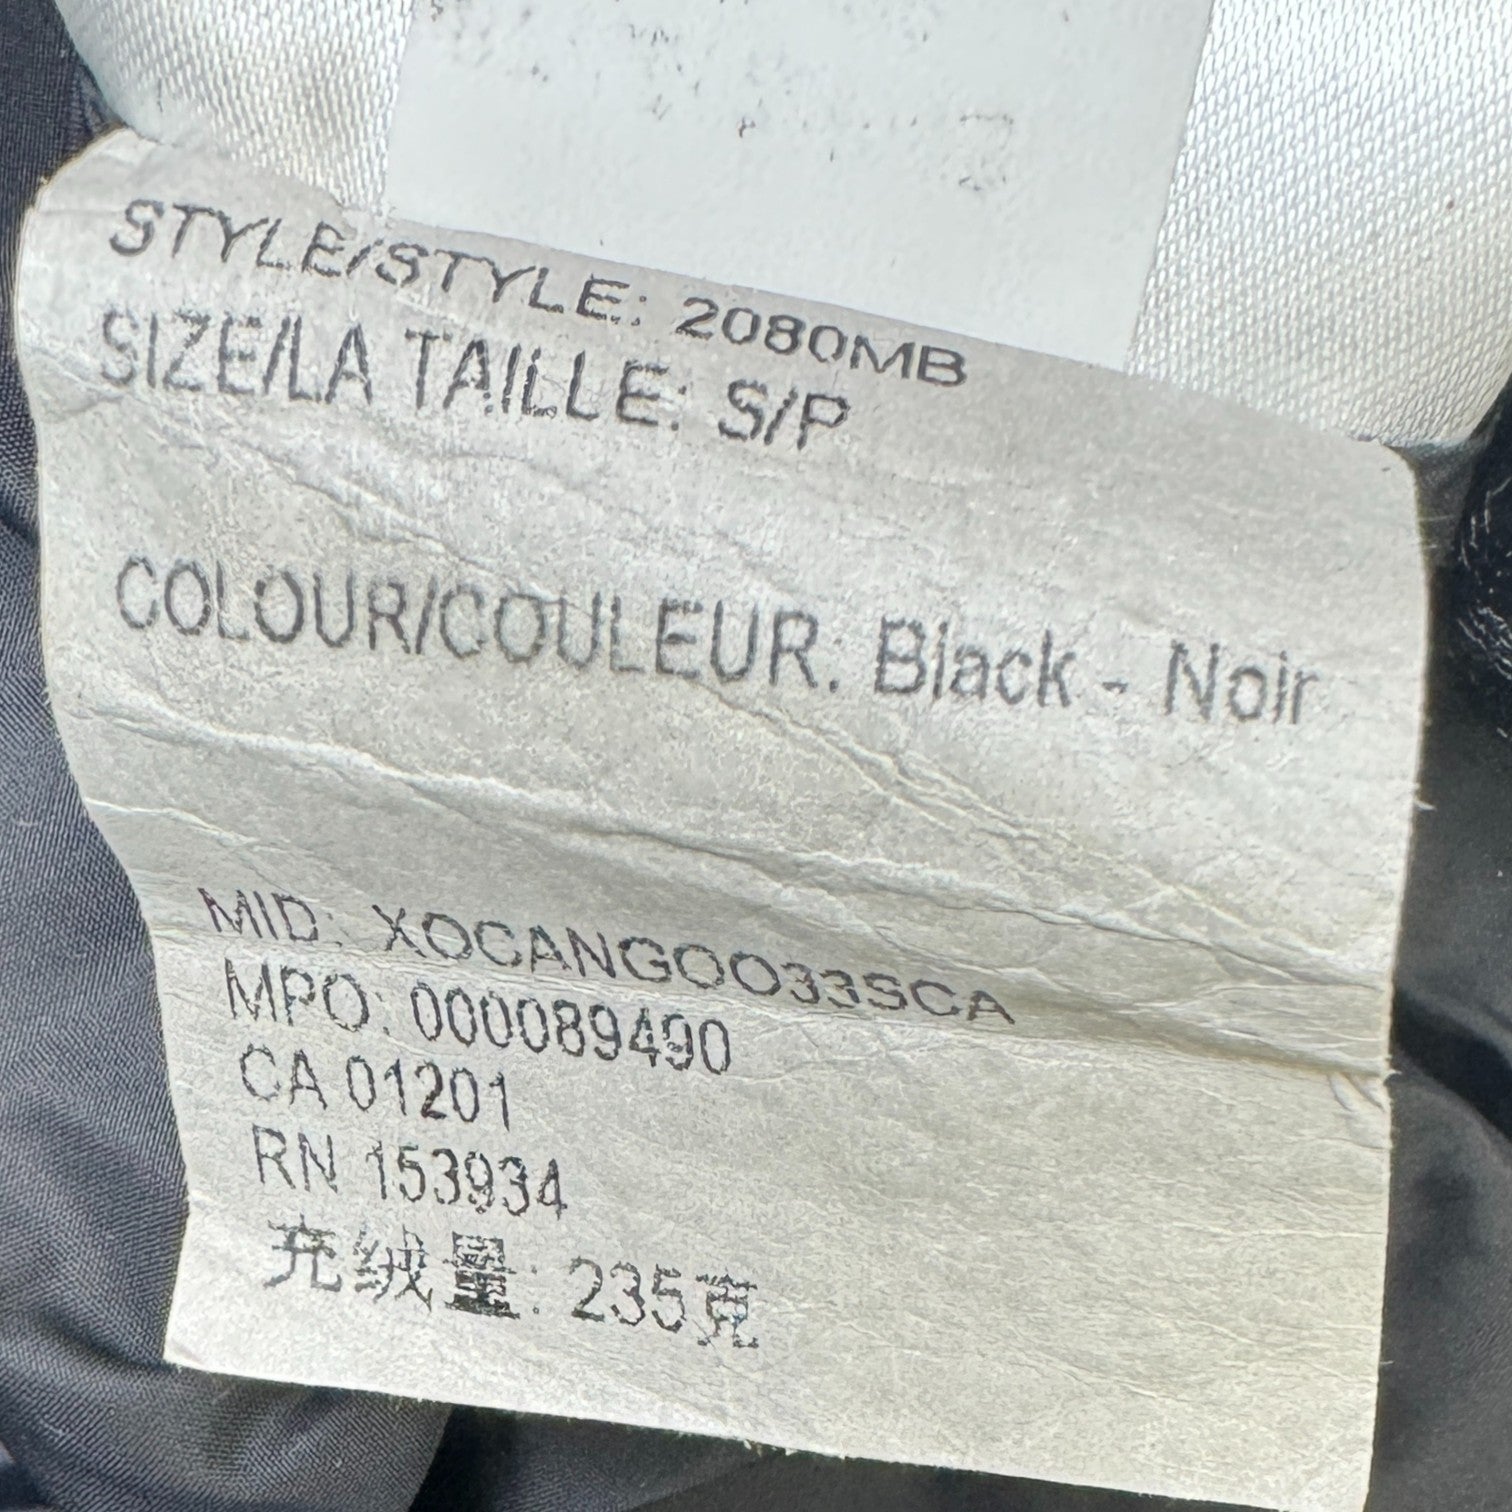 STYLE/STYLE: 2080MB
SIZE/LA TAILLE: S/P
COLOUR/COULEUR: Black - Noir
MID: XOCANGOO33SCA
MPO: 000089490
CA 01201
RN 153934
充绒量: 235克